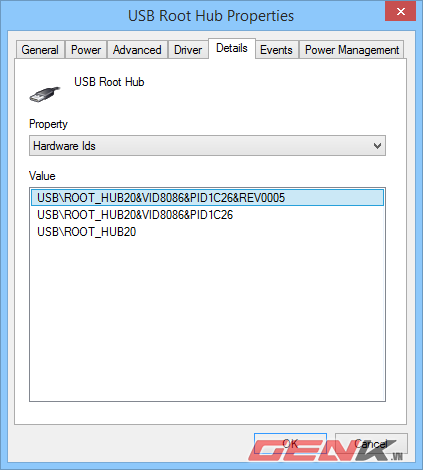 USB Root Hub Properties
General Power Advanced Driver Details Events Power Management
USB Root Hub
Property
Hardware Ids
Value
USB\ROOT_HUB20&VID8086&PID1C26&REV0005
USB\ROOT_HUB20&VID8086&PID1C26
USB\ROOT_HUB20
OK Cancel
GENK.VN